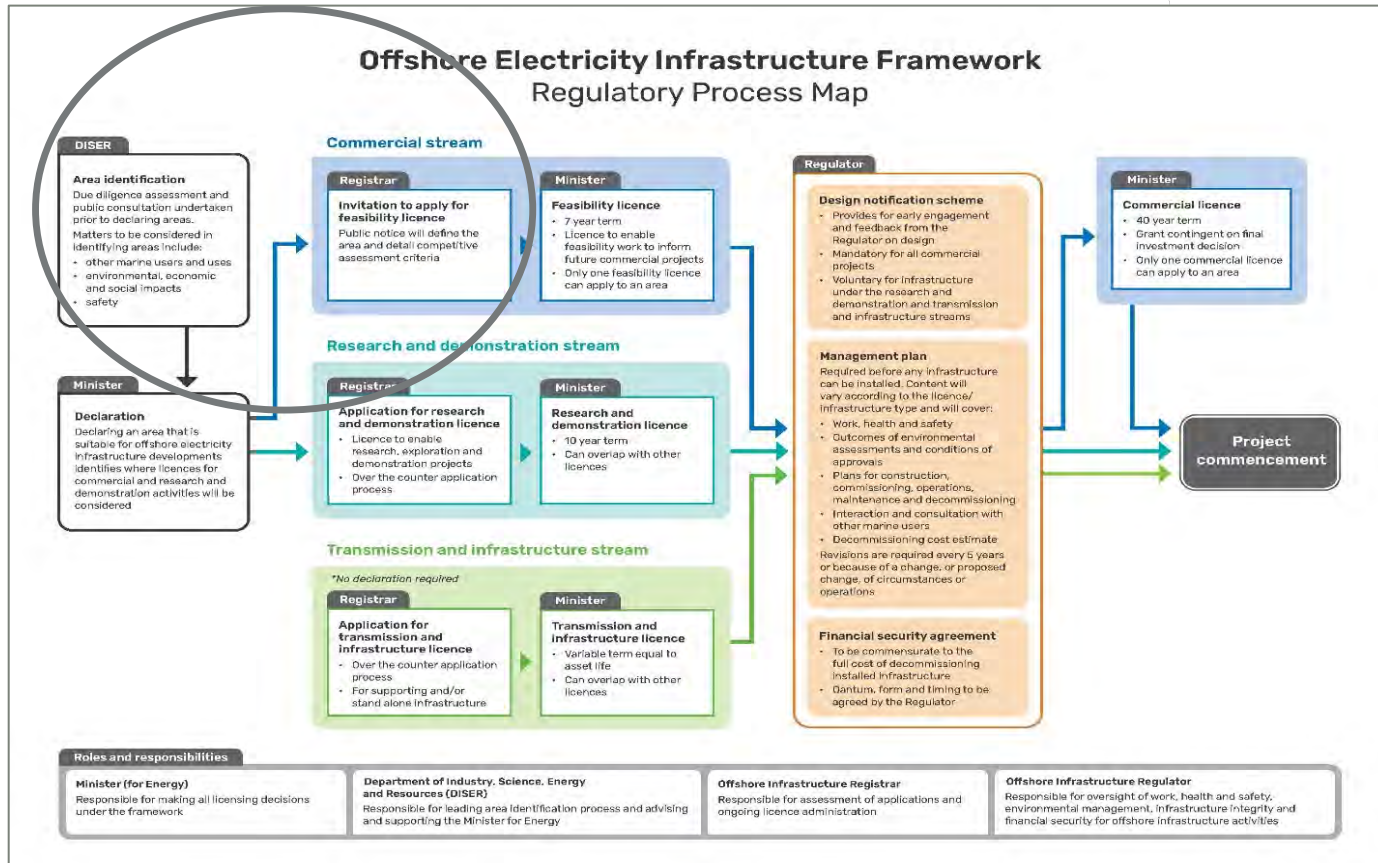 Offshore Electricity Infrastructure Framework
Regulatory Process Map
DISER
Area identification
Due diligence assessment and
public consultation undertaken
prior to declaring areas.
Matters to be considered in
identifying areas include:
• other marine users and uses
• environmental, economic
and social impacts
• safety
Minister
Declaration
Declaring an area that is
suitable for offshore electricity
infrastructure developments
identifies where licences for
commercial and research and
demonstration activities will be
considered
Commercial stream
Registrar
Invitation to apply for
feasibility licence
Public notice will define the
area and detail competitive
assessment criteria
Minister
Feasibility licence
• 7 year term
• Licence to enable
feasibility work to inform
future commercial projects
• Only one feasibility licence
can apply to an area
Research and demonstration stream
Registrar
Application for research
and demonstration licence
• Licence to enable
research, exploration and
demonstration projects
• Over the counter application
process
Minister
Research and
demonstration licence
• 10 year term
• Can overlap with other
licences
Transmission and infrastructure stream
*No declaration required
Registrar
Application for
transmission and
infrastructure licence
• Over the counter application
process
• For supporting and/or
stand alone infrastructure
Minister
Transmission and
infrastructure licence
• Variable term equal to
asset life
• Can overlap with other
licences
Regulator
Design notification scheme
• Provides for early engagement
and feedback from the
Regulator on design
• Mandatory for all commercial
projects
• Voluntary for infrastructure
under the research and
demonstration and transmission
and infrastructure streams
Management plan
Required before any infrastructure
can be installed. Content will
vary according to the licence/
infrastructure type and will cover:
• Work, health and safety
• Outcomes of environmental
assessments and conditions of
approvals
• Plans for construction,
commissioning, operations,
maintenance and decommissioning
• Interaction and consultation with
other marine users
• Decommissioning cost estimate
Revisions are required every 5 years
or because of a change, or proposed
change, of circumstances or
operations
Financial security agreement
• To be commensurate to the
full cost of decommissioning
installed infrastructure
• Qantum, form and timing to be
agreed by the Regulator
Minister
Commercial licence
• 40 year term
• Grant contingent on final
investment decision
• Only one commercial licence
can apply to an area
Project
commencement
Roles and responsibilities
Minister (for Energy)
Responsible for making all licensing decisions
under the framework
Department of Industry, Science, Energy
and Resources (DISER)
Responsible for leading area identification process and advising
and supporting the Minister for Energy
Offshore Infrastructure Registrar
Responsible for assessment of applications and
ongoing licence administration
Offshore Infrastructure Regulator
Responsible for oversight of work, health and safety,
environmental management, infrastructure integrity and
financial security for offshore infrastructure activities